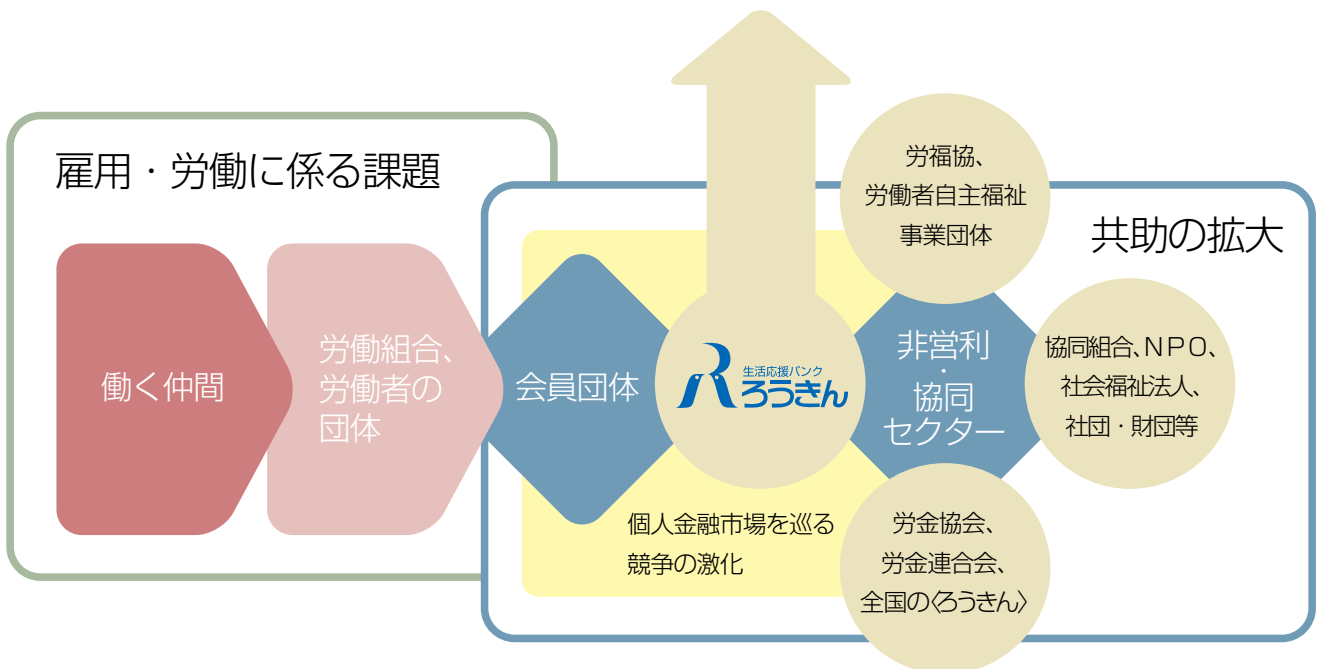 雇用・労働に係る課題
働く仲間
労働組合、
労働者の
団体
会員団体
生活応援バンク
ろうきん
個人金融市場を巡る
競争の激化
共助の拡大
非営利
・
協同
セクター
労福協、
労働者自主福祉
事業団体
協同組合、ＮＰＯ、
社会福祉法人、
社団・財団等
労金協会、
労金連合会、
全国の〈ろうきん〉